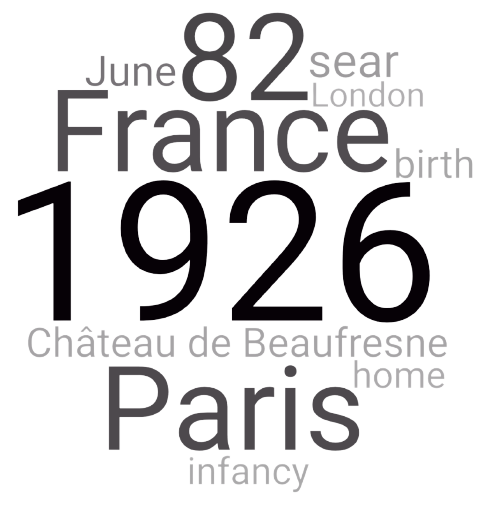 June 82 sear
London
France
birth
1926
Château de Beaufresne
home
Paris
infancy